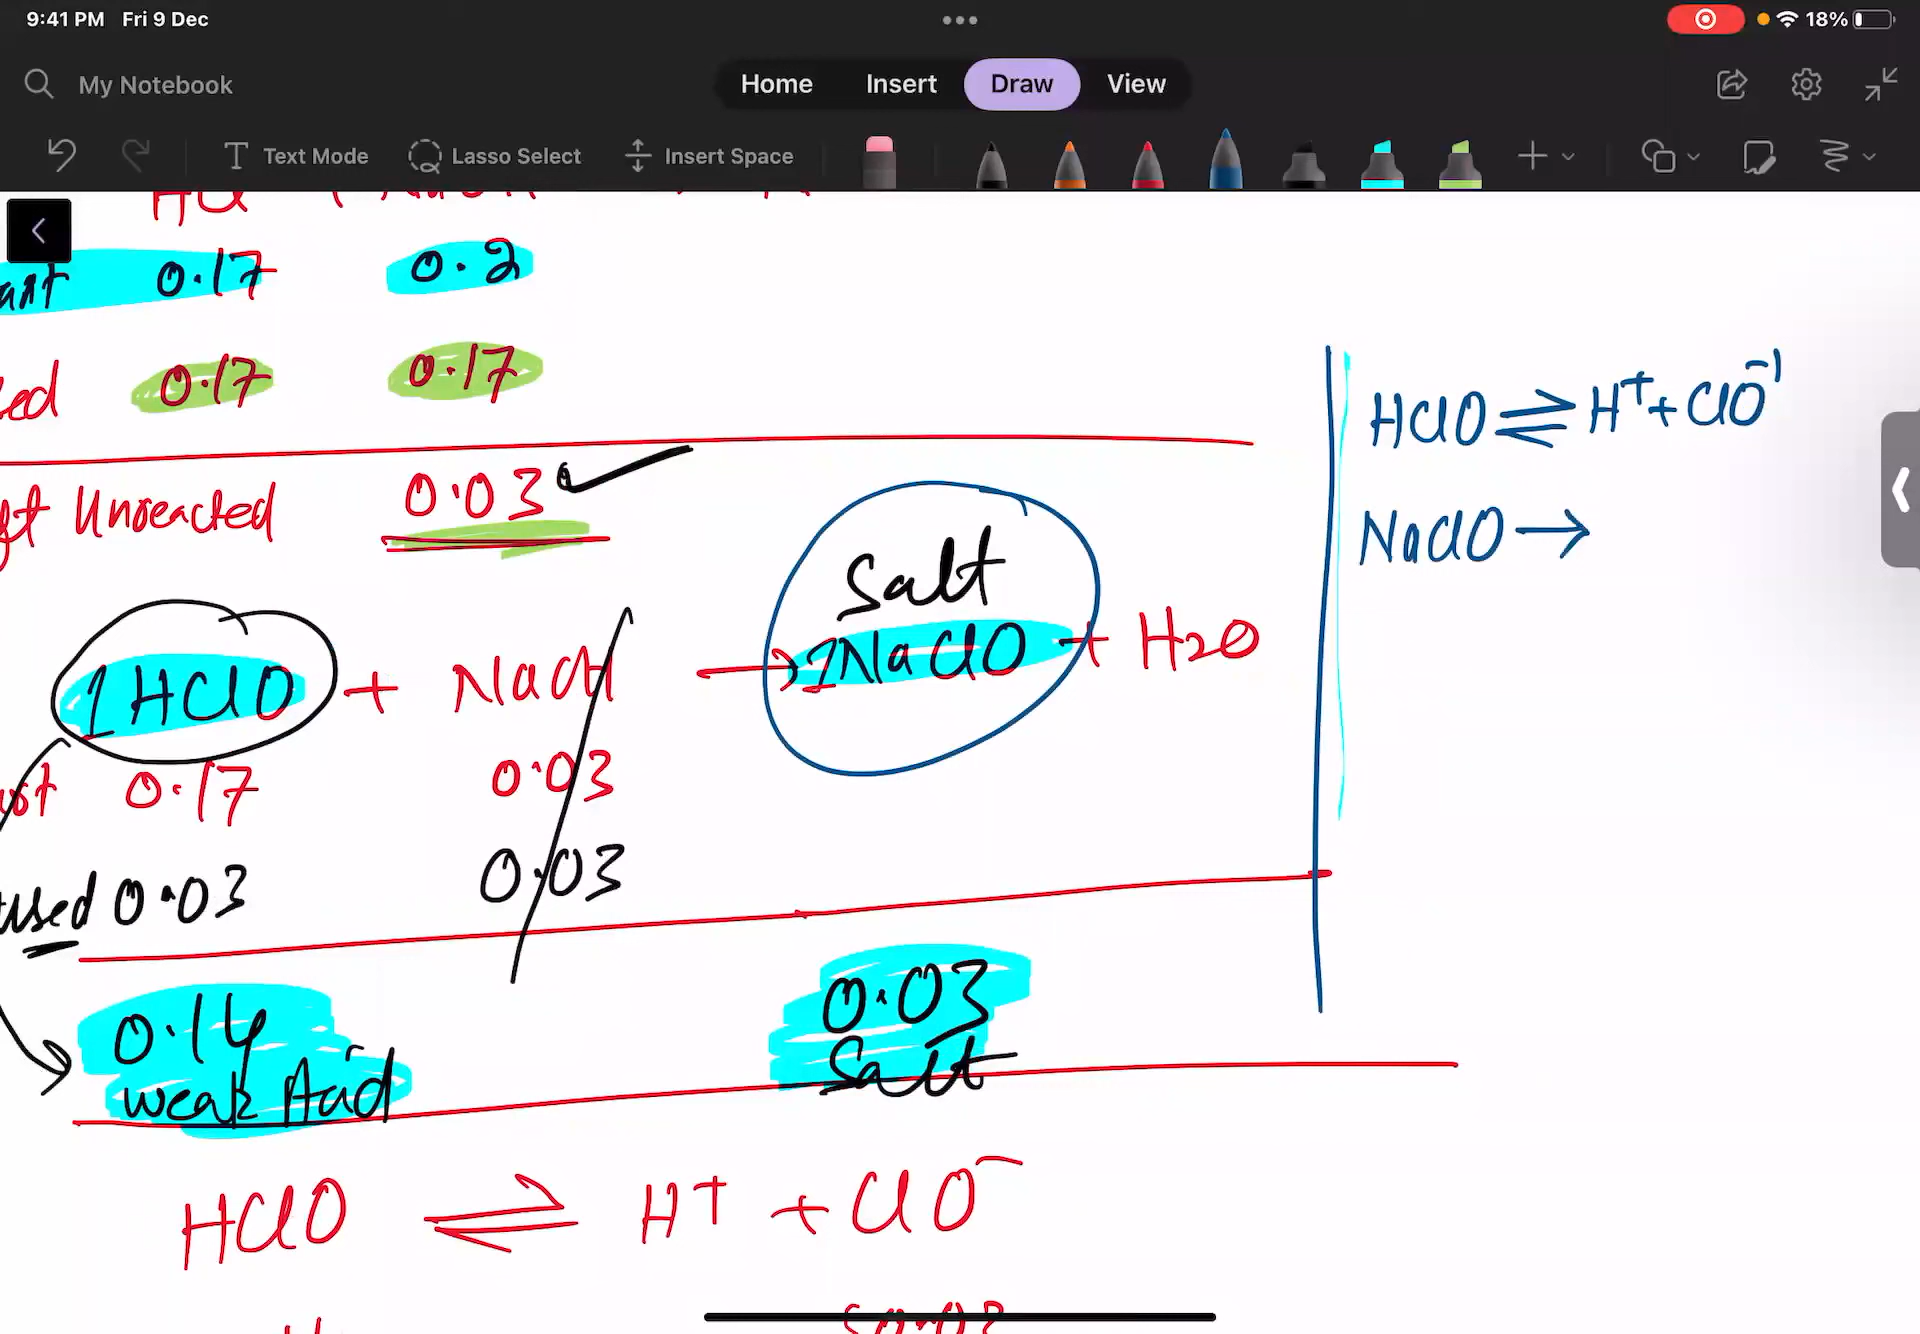 9:41 PM Fri 9 Dec
18%
My Notebook
Home Insert Draw View
Text Mode Lasso Select Insert Space
0.17 0.2
0.17 0.17
Unreacted 0.03
HClO ⇌ H+ + ClO-1
NaClO →
Salt
1 HClO + NaOH → 1NaClO + H2O
0.17 0.03
used 0.03 0.03
0.14 0.03
weak Acid Salt
HClO ⇌ H+ + ClO-